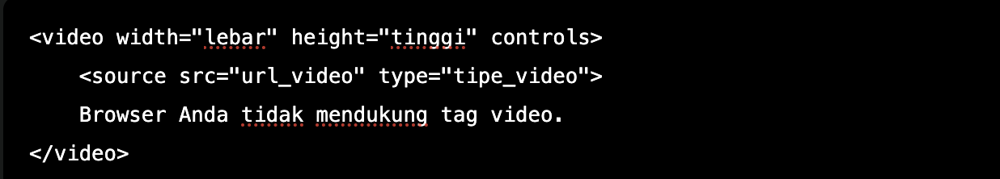 <video width="lebar" height="tinggi" controls>
    <source src="url_video" type="tipe_video">
    Browser Anda tidak mendukung tag video.
</video>